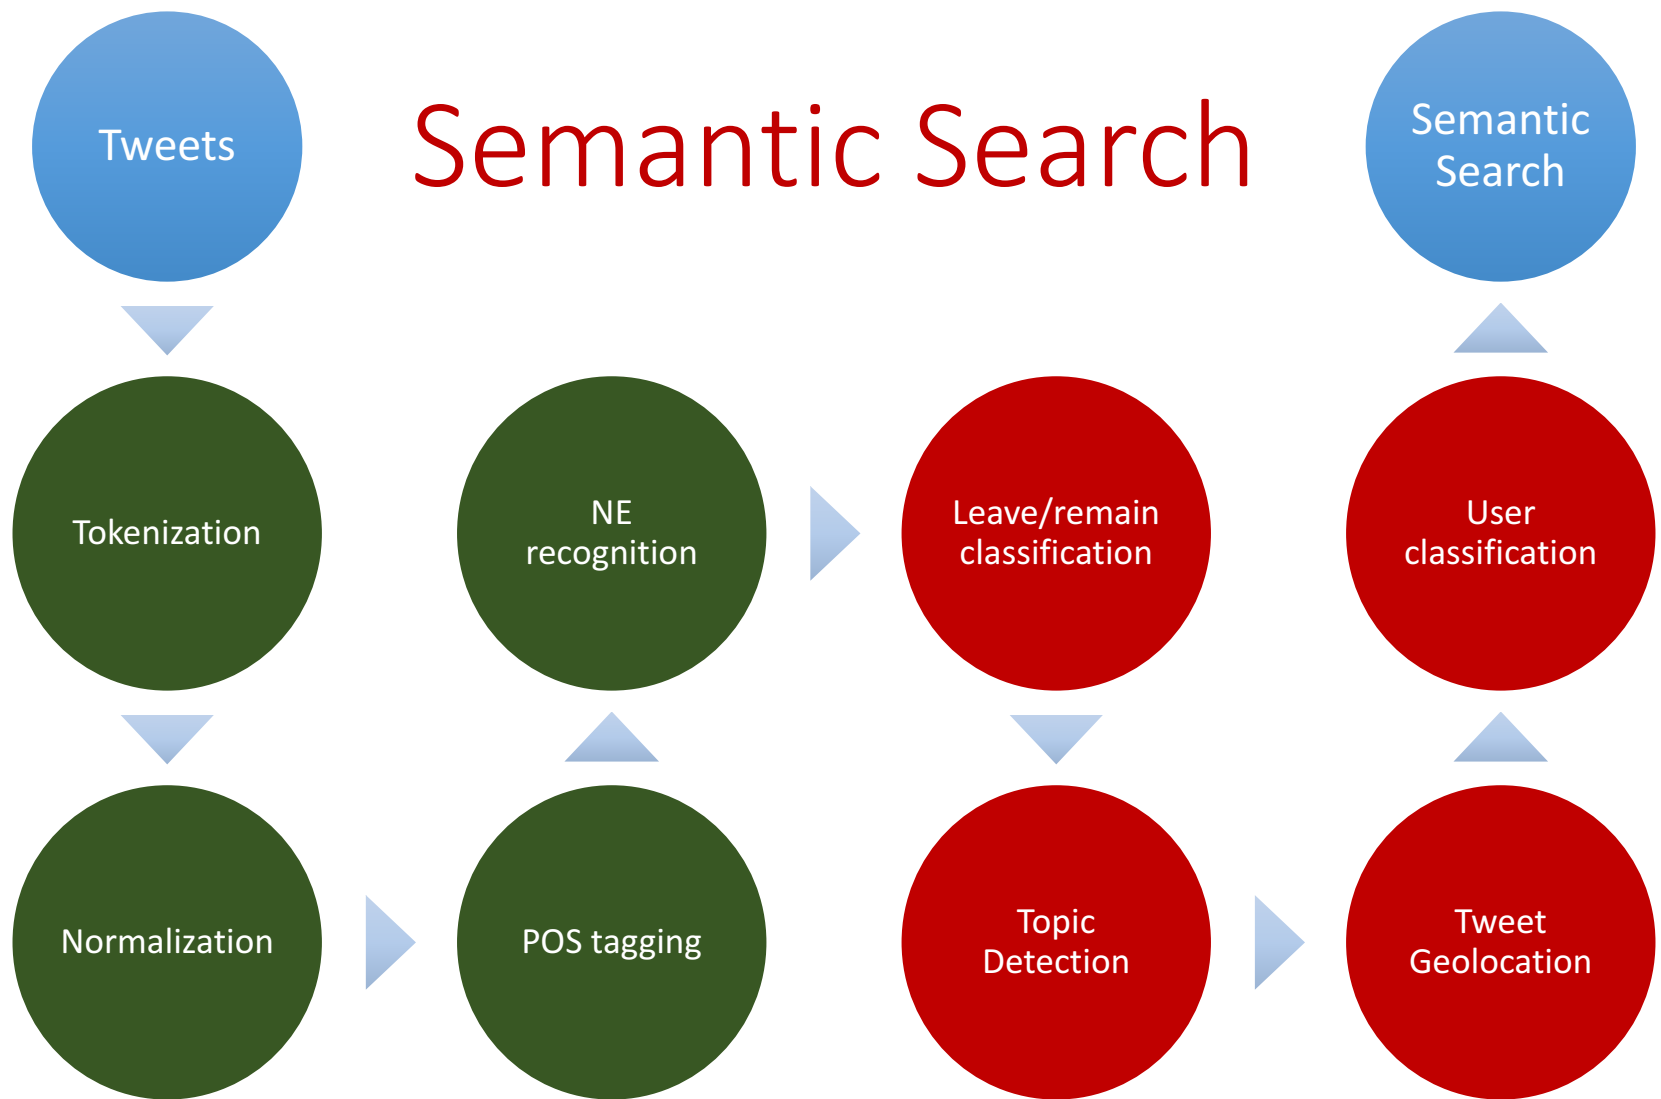 Tweets
Semantic Search
Semantic
Search
Tokenization
NE
recognition
Leave/remain
classification
User
classification
Normalization
POS tagging
Topic
Detection
Tweet
Geolocation